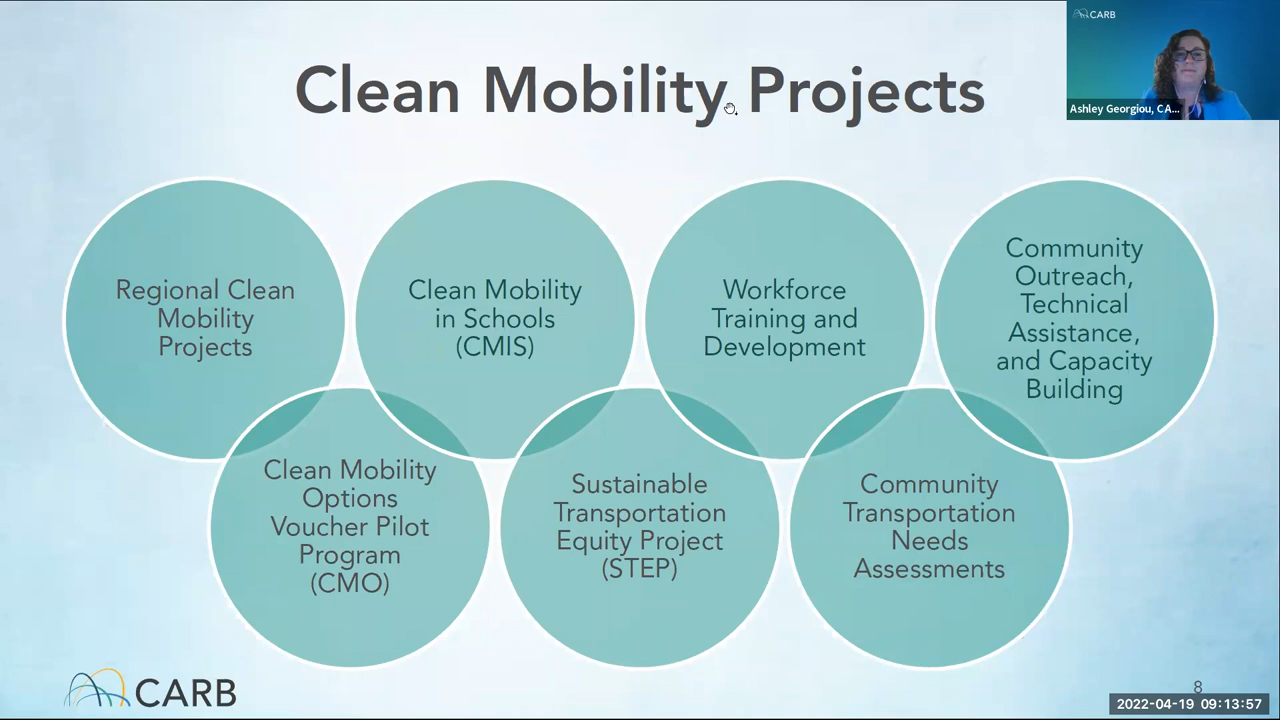 Clean Mobility Projects
CARB
Ashley Georgiou, CA...
Regional Clean
Mobility
Projects
Clean Mobility
in Schools
(CMIS)
Workforce
Training and
Development
Community
Outreach,
Technical
Assistance,
and Capacity
Building
Clean Mobility
Options
Voucher Pilot
Program
(CMO)
Sustainable
Transportation
Equity Project
(STEP)
Community
Transportation
Needs
Assessments
CARB
8
2022-04-19 09:13:57